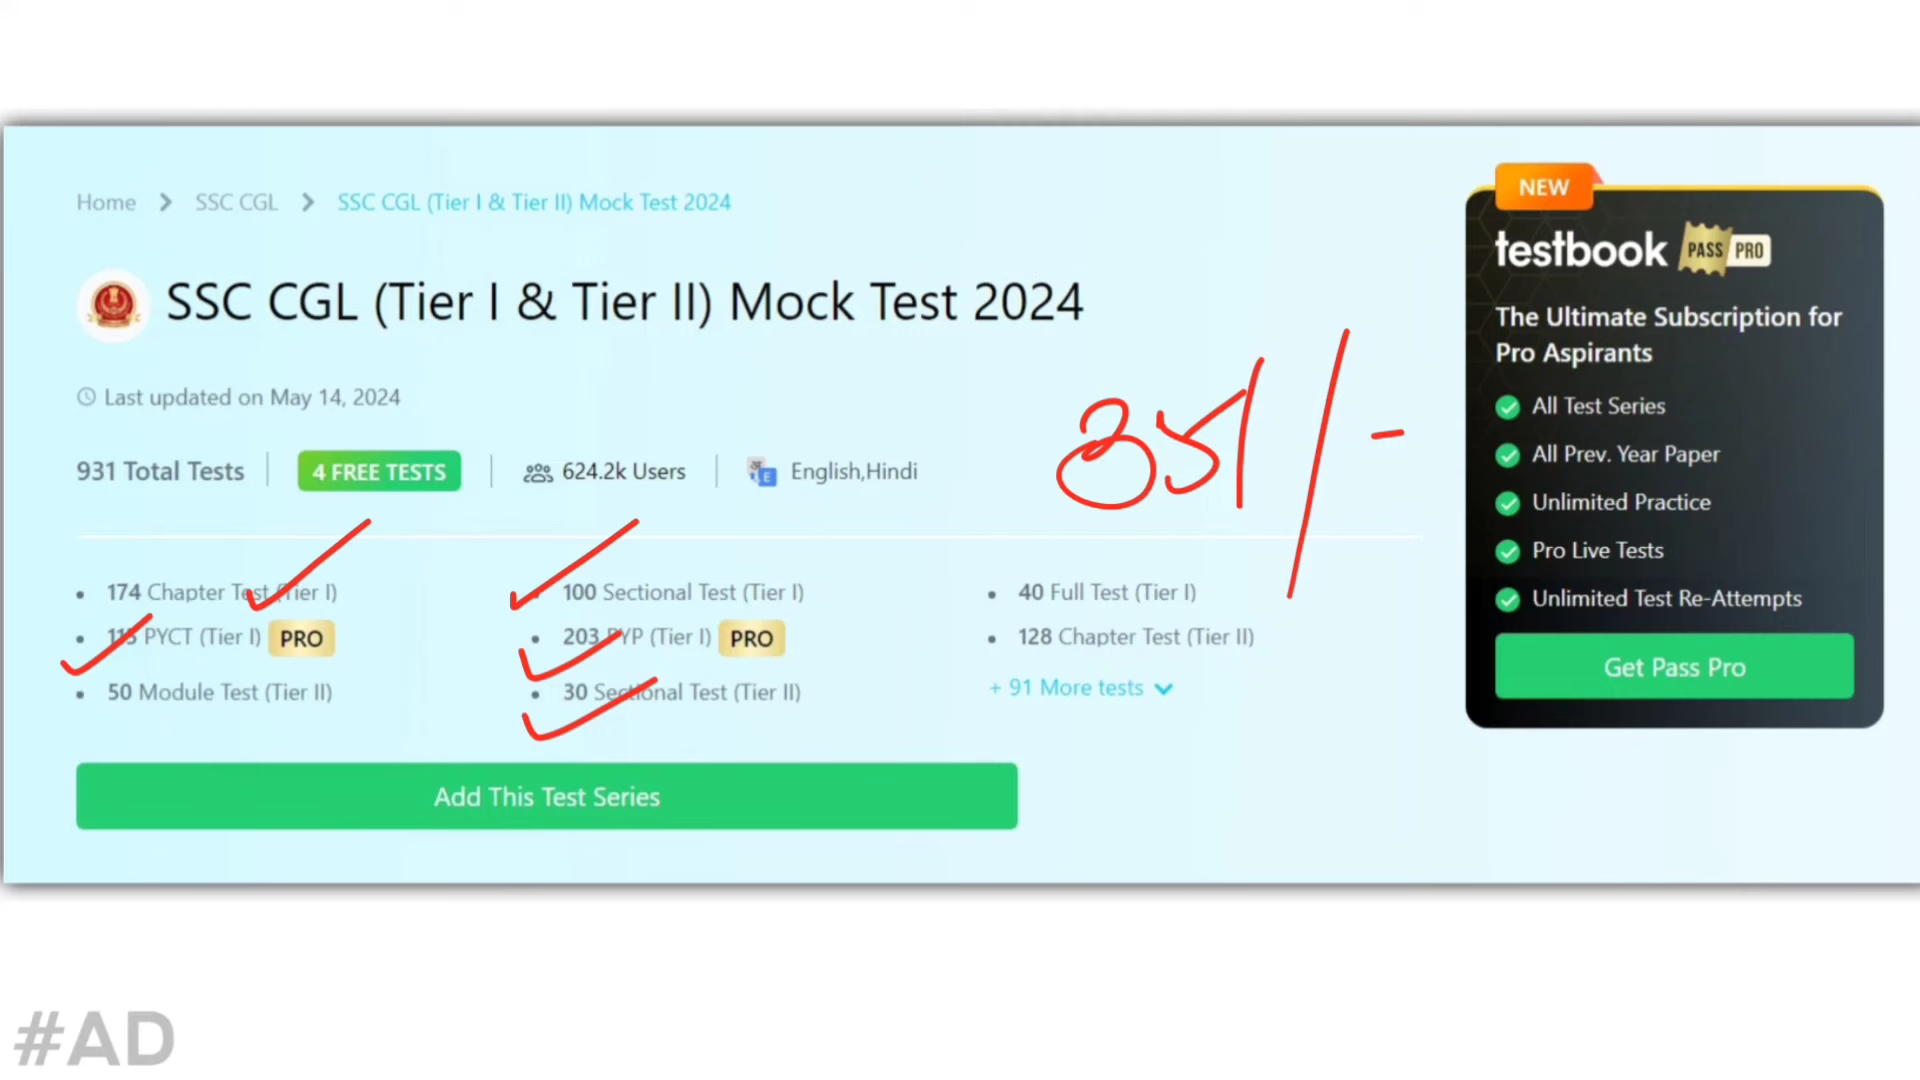 Home > SSC CGL > SSC CGL (Tier I & Tier II) Mock Test 2024
SSC CGL (Tier I & Tier II) Mock Test 2024
Last updated on May 14, 2024
931 Total Tests | 4 FREE TESTS | 624.2k Users | English,Hindi
174 Chapter Test (Tier I)
100 Sectional Test (Tier I)
40 Full Test (Tier I)
PYCT (Tier I) PRO
203 PYP (Tier I) PRO
128 Chapter Test (Tier II)
50 Module Test (Tier II)
30 Sectional Test (Tier II)
+ 91 More tests
Add This Test Series
NEW
testbook PASS PRO
The Ultimate Subscription for
Pro Aspirants
All Test Series
All Prev. Year Paper
Unlimited Practice
Pro Live Tests
Unlimited Test Re-Attempts
Get Pass Pro
#AD